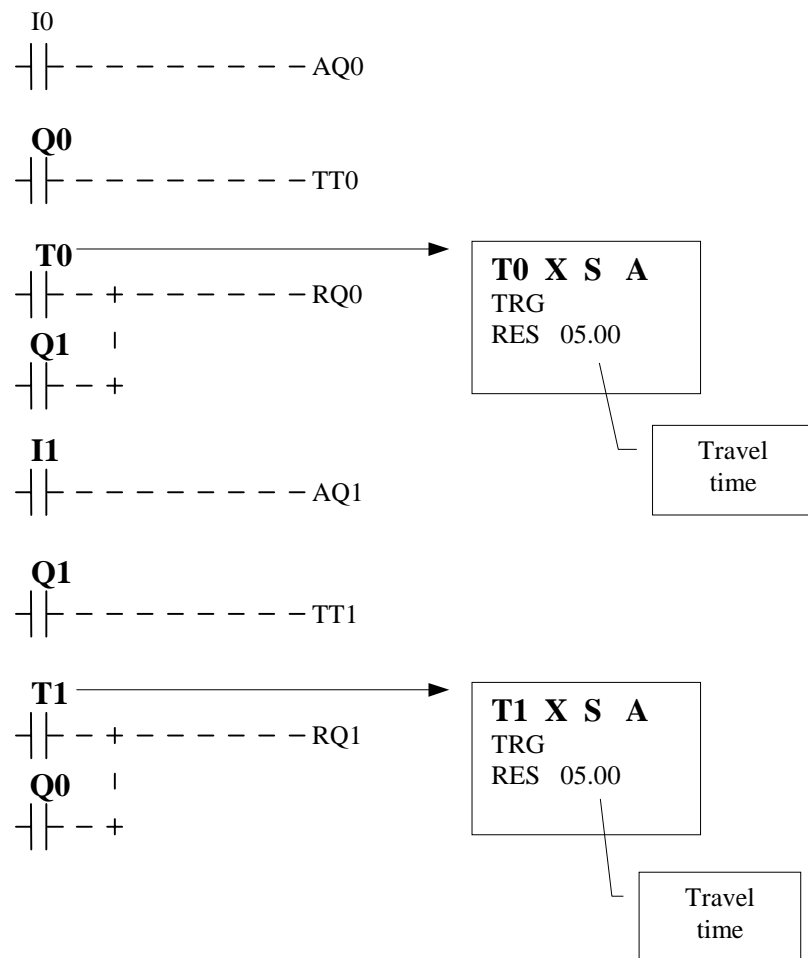 I0
AQ0
Q0
TT0
T0
RQ0
Q1
T0 X S A
TRG
RES 05.00
Travel
time
I1
AQ1
Q1
TT1
T1
RQ1
Q0
T1 X S A
TRG
RES 05.00
Travel
time